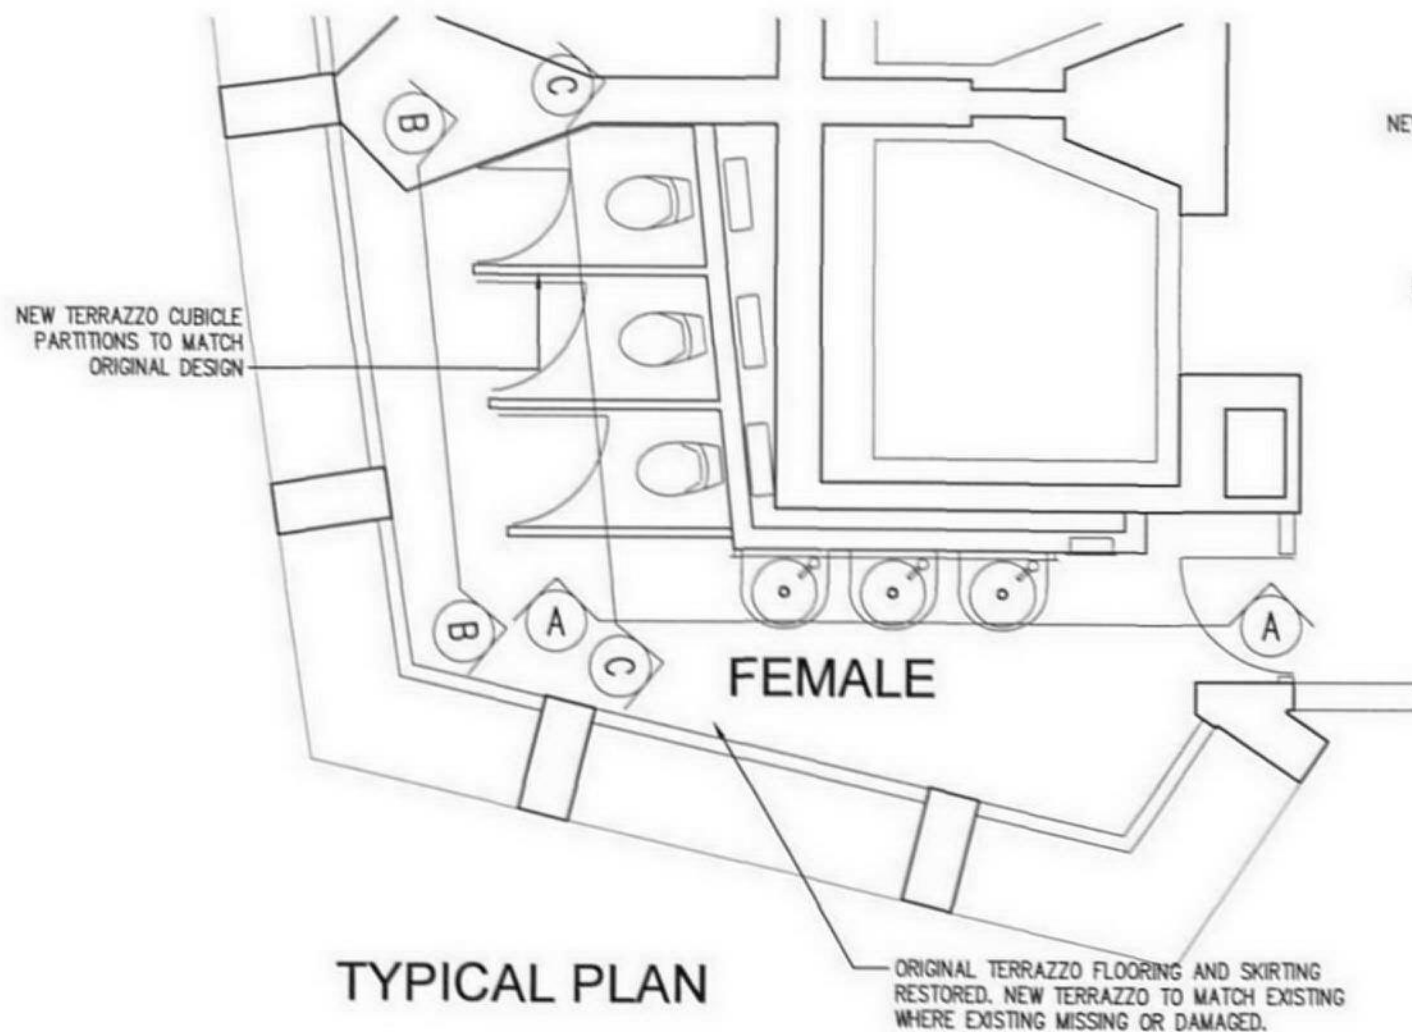 C
B
NE
NEW TERRAZZO CUBICLE
PARTITIONS TO MATCH
ORIGINAL DESIGN
B
A
C
A
FEMALE
TYPICAL PLAN
ORIGINAL TERRAZZO FLOORING AND SKIRTING
RESTORED. NEW TERRAZZO TO MATCH EXISTING
WHERE EXISTING MISSING OR DAMAGED.